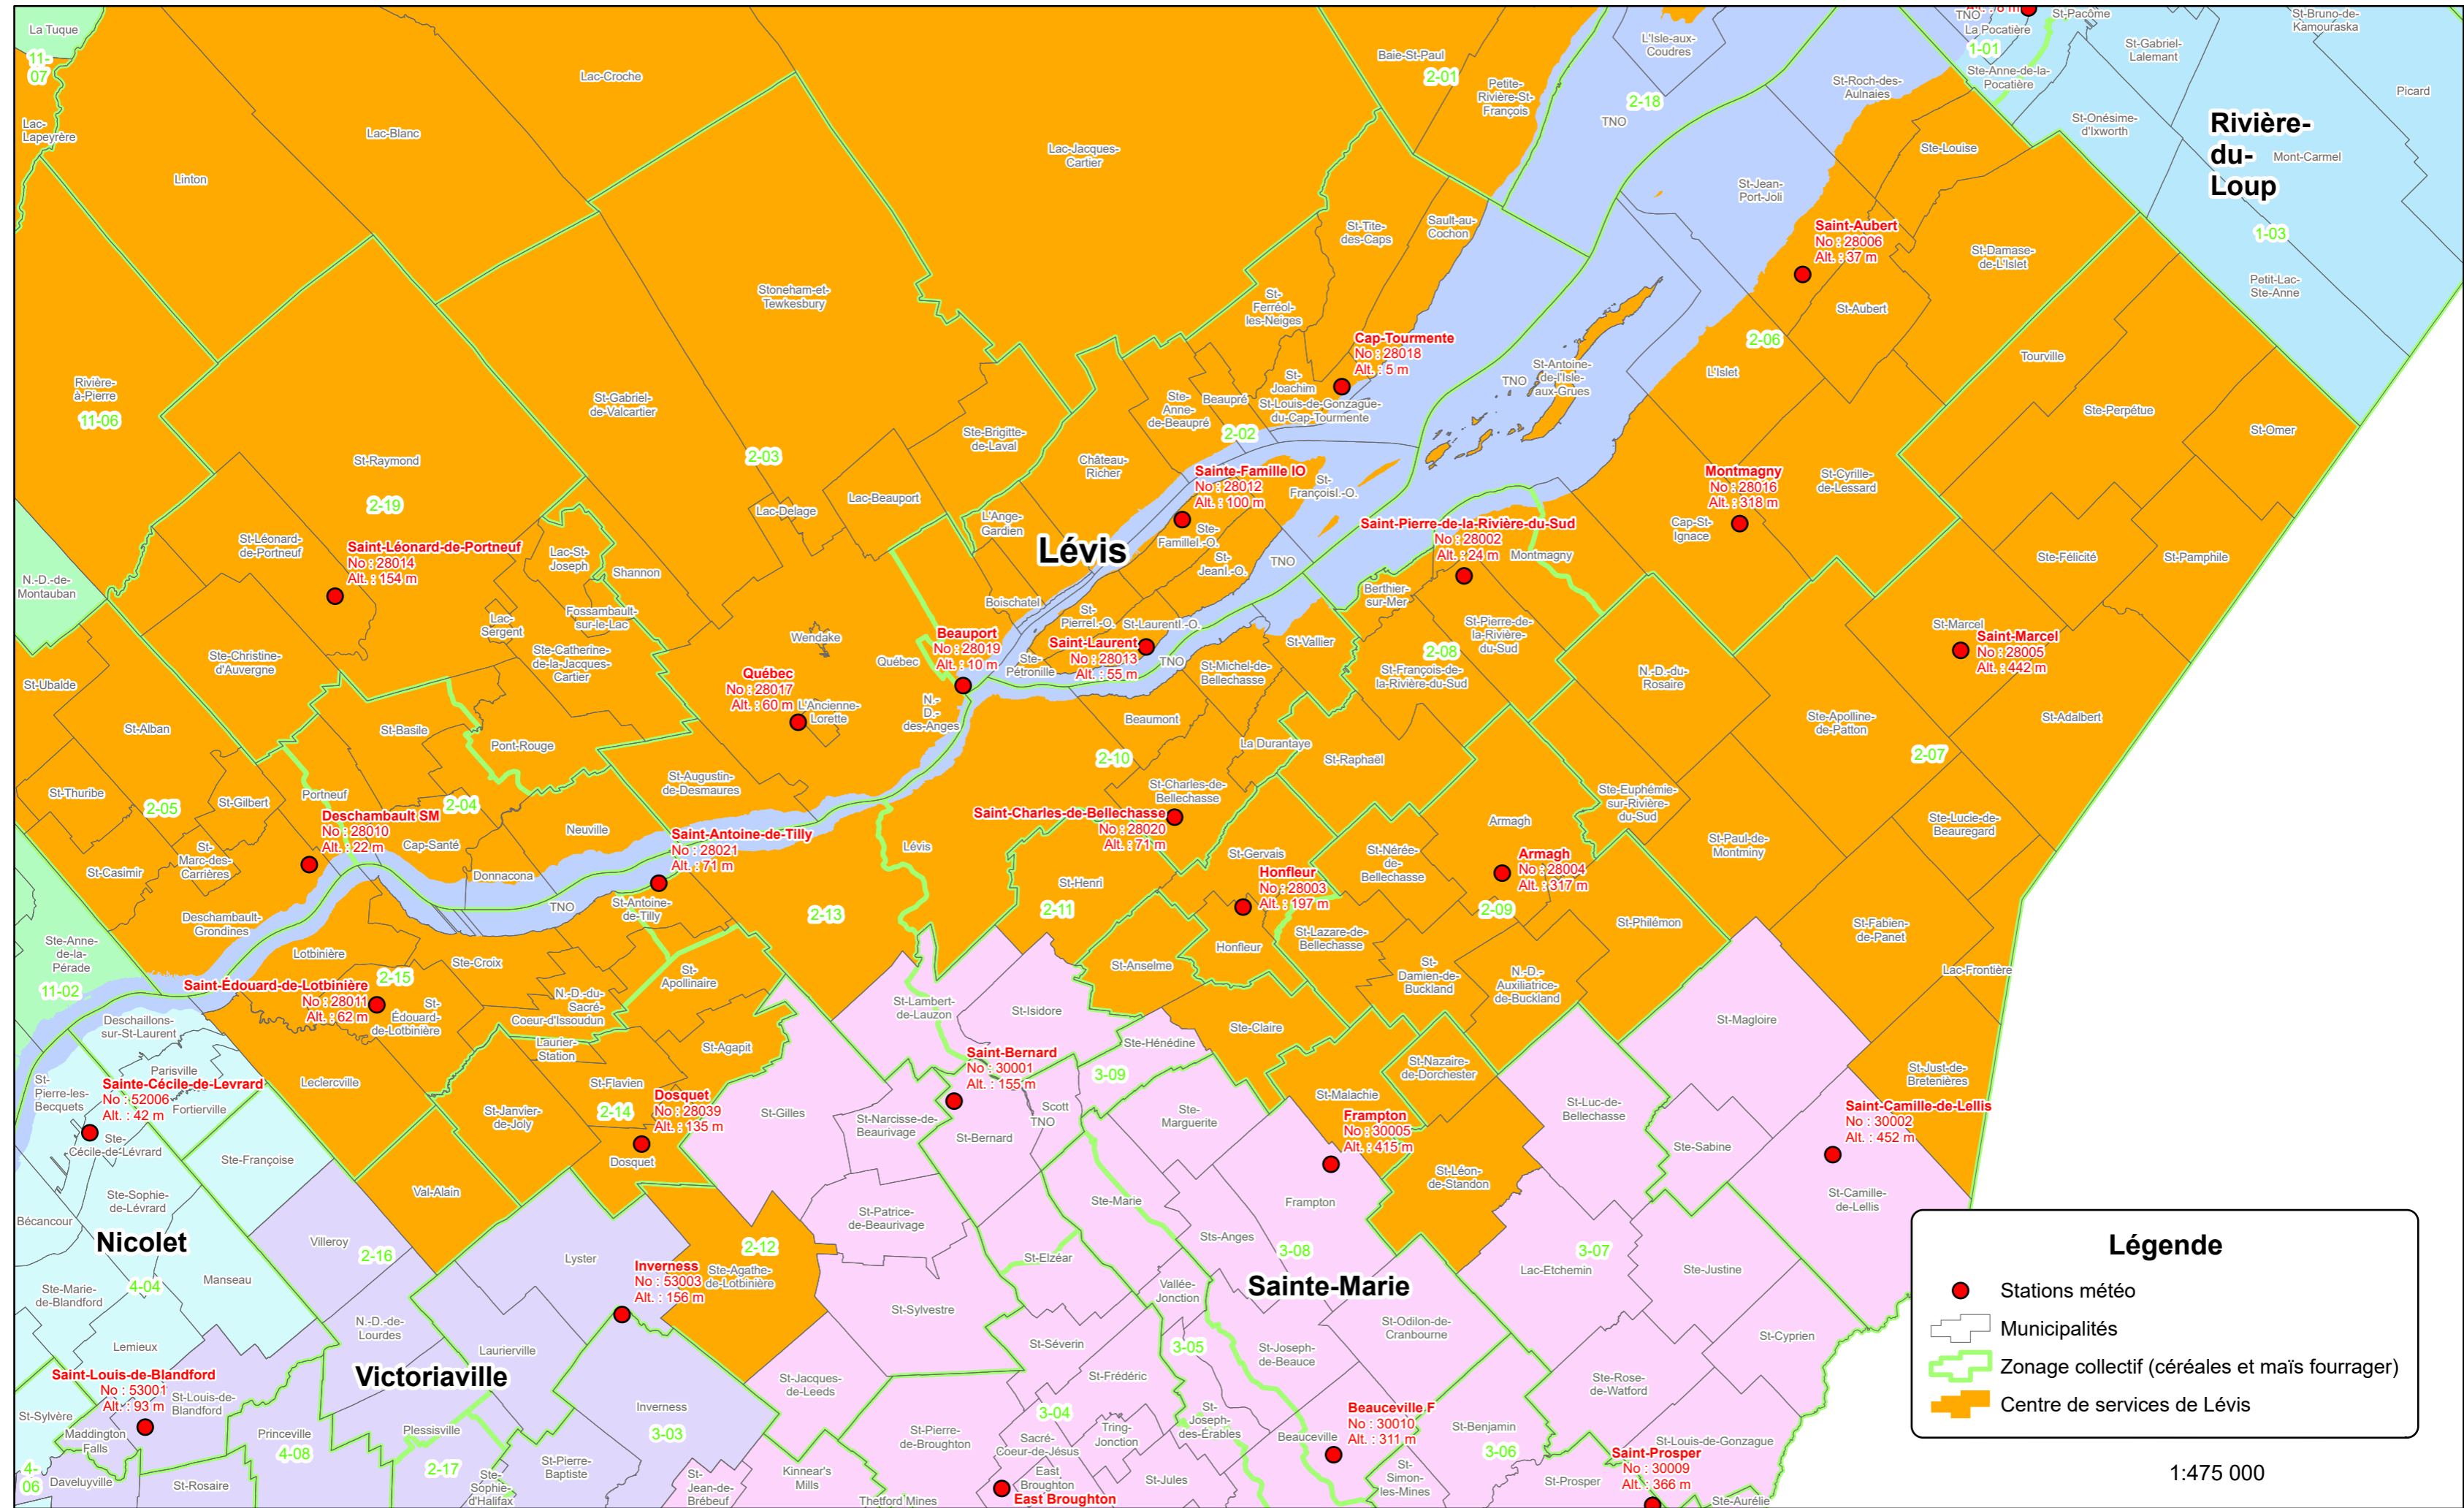 La Tuque
11-
07
Lac-
Lapeyrère
Lac-Croche
Lac-Blanc
Linton
Lac-Jacques-
Cartier
Baie-St-Paul
2-01
Petite-
Rivière-St-
François
L'Isle-aux-
Coudres
2-18
TNO
St-Roch-des-
Aulnaies
TNO
La Pocatière
1-01
Ste-Anne-de-la-
Pocatière
St-Pacôme
St-Gabriel-
Lalemant
St-Bruno-de-
Kamouraska
Picard
St-Onésime-
d'Ixworth
Rivière-
du-
Loup
Mont-Carmel
1-03
Petit-Lac-
Ste-Anne
Ste-Louise
St-Jean-
Port-Joli
Saint-Aubert
No : 28006
Alt. : 37 m
St-Damase-
de-L'Islet
St-Aubert
2-06
L'Islet
Tourville
Ste-Perpétue
St-Omer
St-Tite-
des-Caps
Sault-au-
Cochon
Stoneham-et-
Tewkesbury
St-
Ferréol-
les-Neiges
Cap-Tourmente
No : 28018
Alt. : 5 m
St-
Joachim
St-Louis-de-Gonzague-
du-Cap-Tourmente
Ste-
Anne-
de-Beaupré
Beaupré
2-02
TNO
St-Antoine-
de-l'Isle-
aux-Grues
Rivière-
à-Pierre
11-06
St-Gabriel-
de-Valcartier
2-03
Ste-Brigitte-
de-Laval
Château-
Richer
St-Raymond
2-19
Lac-Beauport
Lac-Delage
L'Ange-
Gardien
Lévis
Sainte-Famille IO
No : 28012
Alt. : 100 m
St-
FrançoisI.-O.
Ste-
FamilleI.-O.
St-
JeanI.-O.
TNO
Saint-Pierre-de-la-Rivière-du-Sud
No : 28002
Alt. : 24 m
Montmagny
Montmagny
No : 28016
Alt. : 318 m
Cap-St-
Ignace
St-Cyrille-
de-Lessard
Ste-Félicité
St-Pamphile
St-Léonard-
de-Portneuf
Saint-Léonard-de-Portneuf
No : 28014
Alt. : 154 m
Lac-St-
Joseph
Shannon
N.-D.-de-
Montauban
Fossambault-
sur-le-Lac
Lac-
Sergent
Ste-Catherine-
de-la-Jacques-
Cartier
Ste-Christine-
d'Auvergne
Wendake
Boischatel
St-
PierreI.-O.
St-LaurentI.-O.
Saint-Laurent
No : 28013
Alt. : 55 m
Beauport
No : 28019
Alt. : 10 m
Québec
Ste-
Pétronille
TNO
St-Michel-de-
Bellechasse
St-Vallier
Berthier-
sur-Mer
St-Pierre-de-
la-Rivière-
du-Sud
2-08
St-François-de-
la-Rivière-du-Sud
N.-D.-du-
Rosaire
St-Marcel
Saint-Marcel
No : 28005
Alt. : 442 m
Ste-Apolline-
de-Patton
St-Adalbert
2-07
St-Ubalde
St-Alban
St-Basile
Pont-Rouge
Québec
No : 28017
Alt. : 60 m
L'Ancienne-
Lorette
N.-
D.-
des-Anges
Beaumont
La Durantaye
2-10
St-Charles-de-
Bellechasse
St-Raphaël
St-Thuribe
2-05
St-Gilbert
Portneuf
2-04
St-Augustin-
de-Desmaures
Deschambault SM
No : 28010
Alt. : 22 m
Cap-Santé
Neuville
Saint-Antoine-de-Tilly
No : 28021
Alt. : 71 m
Saint-Charles-de-Bellechasse
No : 28020
Alt. : 71 m
Armagh
Ste-Euphémie-
sur-Rivière-
du-Sud
St-Paul-de-
Montminy
Ste-Lucie-de-
Beauregard
St-
Marc-des-
Carrières
St-Casimir
Donnacona
TNO
Lévis
St-Gervais
St-Henri
2-11
2-13
Honfleur
No : 28003
Alt. : 197 m
St-Nérée-
de-
Bellechasse
Armagh
No : 28004
Alt. : 317 m
2-09
Deschambault-
Grondines
St-Antoine-
de-Tilly
Honfleur
St-Lazare-de-
Bellechasse
St-Philémon
St-Fabien-
de-Panet
Lac-Frontière
Ste-Anne-
de-la-
Pérade
11-02
Lotbinière
Saint-Édouard-de-Lotbinière
No : 28011
Alt. : 62 m
2-15
Ste-Croix
St-
Édouard-
de-Lotbinière
N.-D.-du-
Sacré-
Coeur-d'Issoudun
St-
Apollinaire
St-Anselme
St-
Damien-de-
Buckland
N.-D.-
Auxiliatrice-
de-Buckland
Deschaillons-
sur-St-Laurent
St-Lambert-
de-Lauzon
St-Isidore
Ste-Claire
St-Magloire
Laurier-
Station
St-Agapit
Ste-Hénédine
3-09
Parisville
St-
Pierre-les-
Becquets
Sainte-Cécile-de-Levrard
No : 52006
Alt. : 42 m
Fortierville
Leclercville
St-Flavien
2-14
St-Janvier-
de-Joly
Dosquet
No : 28039
Alt. : 135 m
St-Gilles
Saint-Bernard
No : 30001
Alt. : 155 m
Scott
TNO
St-Narcisse-de-
Beaurivage
St-Bernard
Ste-
Marguerite
St-Malachie
St-Nazaire-
de-Dorchester
Frampton
No : 30005
Alt. : 415 m
St-Luc-de-
Bellechasse
St-Just-de-
Bretenières
Saint-Camille-de-Lellis
No : 30002
Alt. : 452 m
Ste-Sabine
Ste-
Cécile-de-Lévrard
Ste-Françoise
Dosquet
Val-Alain
Ste-Sophie-
de-Lévrard
Bécancour
Ste-Marie
Frampton
St-Léon-
de-Standon
St-Camille-
de-Lellis
Nicolet
Villeroy
2-16
Lyster
2-12
St-Patrice-
de-Beaurivage
St-Elzéar
Sts-Anges
3-08
3-07
Lac-Etchemin
Ste-Justine
Ste-Marie-
de-Blandford
4-04
Manseau
Inverness
No : 53003
Alt. : 156 m
Ste-Agathe-
de-Lotbinière
Vallée-
Jonction
Sainte-Marie
N.-D.-de-
Lourdes
St-Sylvestre
Lemieux
Laurierville
St-Séverin
3-05
St-Joseph-
de-Beauce
St-Odilon-de-
Cranbourne
St-Cyprien
Saint-Louis-de-Blandford
No : 53001
Alt. : 93 m
St-Louis-de-
Blandford
Victoriaville
St-Jacques-
de-Leeds
St-Frédéric
Ste-Rose-
de-Watford
St-Sylvère
Maddington
Falls
Princeville
4-08
Plessisville
Inverness
3-03
St-Pierre-
de-Broughton
3-04
Sacré-
Coeur-de-Jésus
Tring-
Jonction
St-
Joseph-
des-Érables
Beauceville F
No : 30010
Alt. : 311 m
Beauceville
St-Benjamin
3-06
St-Louis-de-Gonzague
Saint-Prosper
No : 30009
Alt. : 366 m
4-
06
Daveluyville
St-Rosaire
2-17
Ste-
Sophie-
d'Halifax
St-Pierre-
Baptiste
St-
Jean-de-
Brébeuf
Kinnear's
Mills
Thetford Mines
East
Broughton
East Broughton
St-Jules
St-
Simon-
les-Mines
St-Prosper
Ste-Aurélie
Légende
Stations météo
Municipalités
Zonage collectif (céréales et maïs fourrager)
Centre de services de Lévis
1:475 000